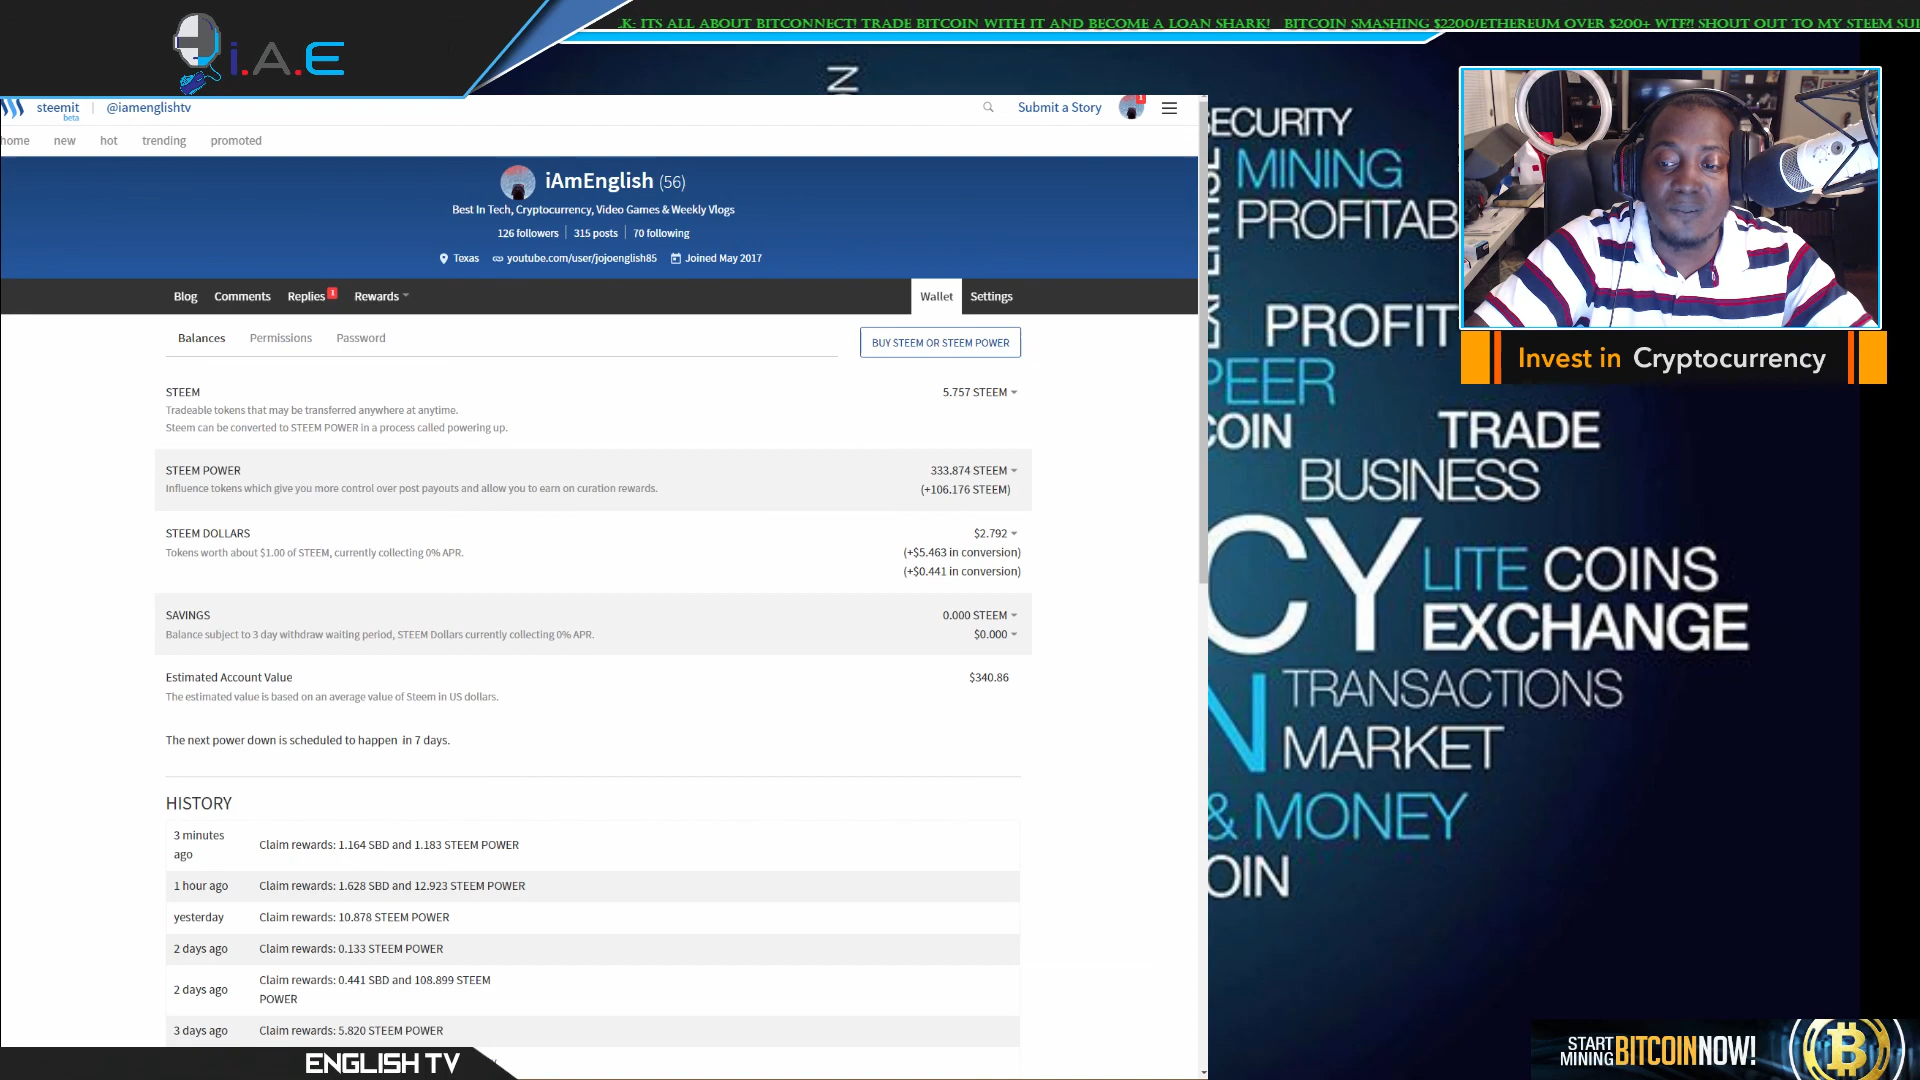 K: ITS ALL ABOUT BITCONNECT! TRADE BITCOIN WITH IT AND BECOME A LOAN SHARK!   BITCOIN SMASHING $2200/ETHEREUM OVER $200+ WTF?! SHOUT OUT TO MY STEEM SU
i.A.E
steemit
beta
@iamenglishtv
Submit a Story
1
home new hot trending promoted
iAmEnglish (56)
Best In Tech, Cryptocurrency, Video Games & Weekly Vlogs
126 followers 315 posts 70 following
Texas youtube.com/user/jojoenglish85 Joined May 2017
Blog Comments Replies 1 Rewards Wallet Settings
Balances Permissions Password
BUY STEEM OR STEEM POWER
STEEM 5.757 STEEM
Tradeable tokens that may be transferred anywhere at anytime.
Steem can be converted to STEEM POWER in a process called powering up.
STEEM POWER 333.874 STEEM
Influence tokens which give you more control over post payouts and allow you to earn on curation rewards. (+106.176 STEEM)
STEEM DOLLARS $2.792
Tokens worth about $1.00 of STEEM, currently collecting 0% APR. (+$5.463 in conversion)
(+$0.441 in conversion)
SAVINGS 0.000 STEEM
Balance subject to 3 day withdraw waiting period, STEEM Dollars currently collecting 0% APR. $0.000
Estimated Account Value $340.86
The estimated value is based on an average value of Steem in US dollars.
The next power down is scheduled to happen in 7 days.
HISTORY
3 minutes ago Claim rewards: 1.164 SBD and 1.183 STEEM POWER
1 hour ago Claim rewards: 1.628 SBD and 12.923 STEEM POWER
yesterday Claim rewards: 10.878 STEEM POWER
2 days ago Claim rewards: 0.133 STEEM POWER
2 days ago Claim rewards: 0.441 SBD and 108.899 STEEM
POWER
3 days ago Claim rewards: 5.820 STEEM POWER
ENGLISH TV
N
ECURITY
MINING
PROFITAB
PROFIT
PEER
COIN
TRADE
BUSINESS
CY
LITE COINS
EXCHANGE
N
TRANSACTIONS
MARKET
& MONEY
OIN
Invest in Cryptocurrency
START
MINING BITCOIN NOW!